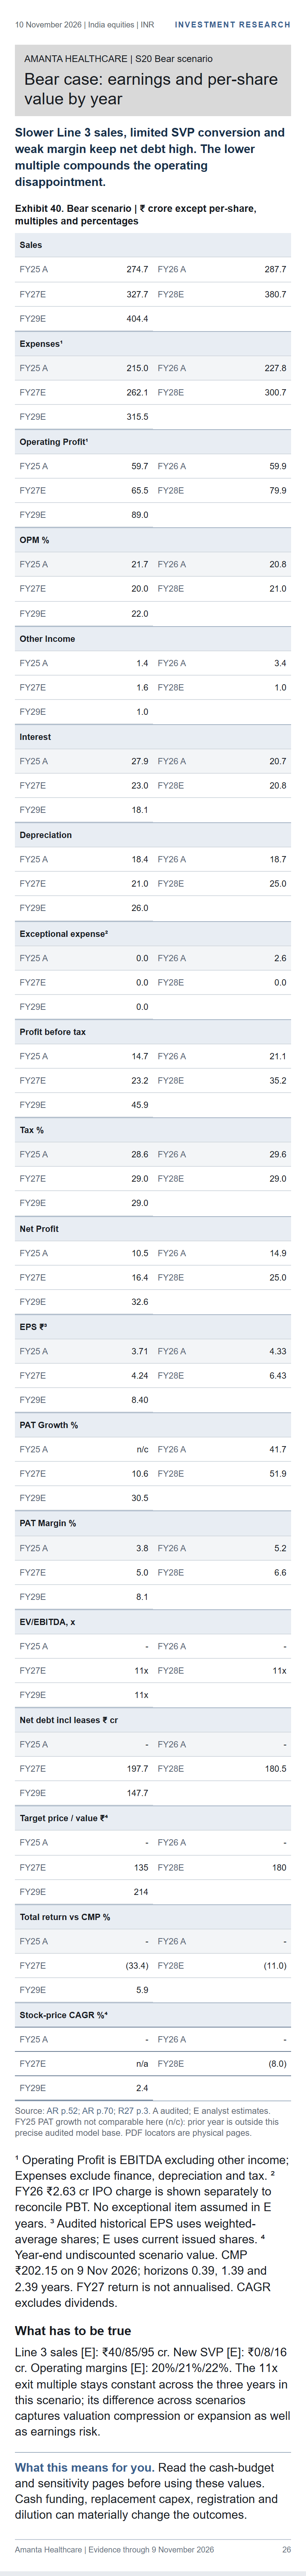 10 November 2026 | India equities | INR
INVESTMENT RESEARCH
AMANTA HEALTHCARE | S20 Bear scenario
Bear case: earnings and per-share
value by year
Slower Line 3 sales, limited SVP conversion and
weak margin keep net debt high. The lower
multiple compounds the operating
disappointment.
Exhibit 40. Bear scenario | ₹ crore except per-share,
multiples and percentages
Sales
FY25 A 274.7 FY26 A 287.7
FY27E 327.7 FY28E 380.7
FY29E 404.4
Expenses¹
FY25 A 215.0 FY26 A 227.8
FY27E 262.1 FY28E 300.7
FY29E 315.5
Operating Profit¹
FY25 A 59.7 FY26 A 59.9
FY27E 65.5 FY28E 79.9
FY29E 89.0
OPM %
FY25 A 21.7 FY26 A 20.8
FY27E 20.0 FY28E 21.0
FY29E 22.0
Other Income
FY25 A 1.4 FY26 A 3.4
FY27E 1.6 FY28E 1.0
FY29E 1.0
Interest
FY25 A 27.9 FY26 A 20.7
FY27E 23.0 FY28E 20.8
FY29E 18.1
Depreciation
FY25 A 18.4 FY26 A 18.7
FY27E 21.0 FY28E 25.0
FY29E 26.0
Exceptional expense²
FY25 A 0.0 FY26 A 2.6
FY27E 0.0 FY28E 0.0
FY29E 0.0
Profit before tax
FY25 A 14.7 FY26 A 21.1
FY27E 23.2 FY28E 35.2
FY29E 45.9
Tax %
FY25 A 28.6 FY26 A 29.6
FY27E 29.0 FY28E 29.0
FY29E 29.0
Net Profit
FY25 A 10.5 FY26 A 14.9
FY27E 16.4 FY28E 25.0
FY29E 32.6
EPS ₹³
FY25 A 3.71 FY26 A 4.33
FY27E 4.24 FY28E 6.43
FY29E 8.40
PAT Growth %
FY25 A n/c FY26 A 41.7
FY27E 10.6 FY28E 51.9
FY29E 30.5
PAT Margin %
FY25 A 3.8 FY26 A 5.2
FY27E 5.0 FY28E 6.6
FY29E 8.1
EV/EBITDA, x
FY25 A - FY26 A -
FY27E 11x FY28E 11x
FY29E 11x
Net debt incl leases ₹ cr
FY25 A - FY26 A -
FY27E 197.7 FY28E 180.5
FY29E 147.7
Target price / value ₹⁴
FY25 A - FY26 A -
FY27E 135 FY28E 180
FY29E 214
Total return vs CMP %
FY25 A - FY26 A -
FY27E (33.4) FY28E (11.0)
FY29E 5.9
Stock-price CAGR %⁴
FY25 A - FY26 A -
FY27E n/a FY28E (8.0)
FY29E 2.4
Source: AR p.52; AR p.70; R27 p.3. A audited; E analyst estimates.
FY25 PAT growth not comparable here (n/c): prior year is outside this
precise audited model base. PDF locators are physical pages.
¹ Operating Profit is EBITDA excluding other income;
Expenses exclude finance, depreciation and tax. ²
FY26 ₹2.63 cr IPO charge is shown separately to
reconcile PBT. No exceptional item assumed in E
years. ³ Audited historical EPS uses weighted-
average shares; E uses current issued shares. ⁴
Year-end undiscounted scenario value. CMP
₹202.15 on 9 Nov 2026; horizons 0.39, 1.39 and
2.39 years. FY27 return is not annualised. CAGR
excludes dividends.
What has to be true
Line 3 sales [E]: ₹40/85/95 cr. New SVP [E]: ₹0/8/16
cr. Operating margins [E]: 20%/21%/22%. The 11x
exit multiple stays constant across the three years in
this scenario; its difference across scenarios
captures valuation compression or expansion as well
as earnings risk.
What this means for you. Read the cash-budget
and sensitivity pages before using these values.
Cash funding, replacement capex, registration and
dilution can materially change the outcomes.
Amanta Healthcare | Evidence through 9 November 2026
26